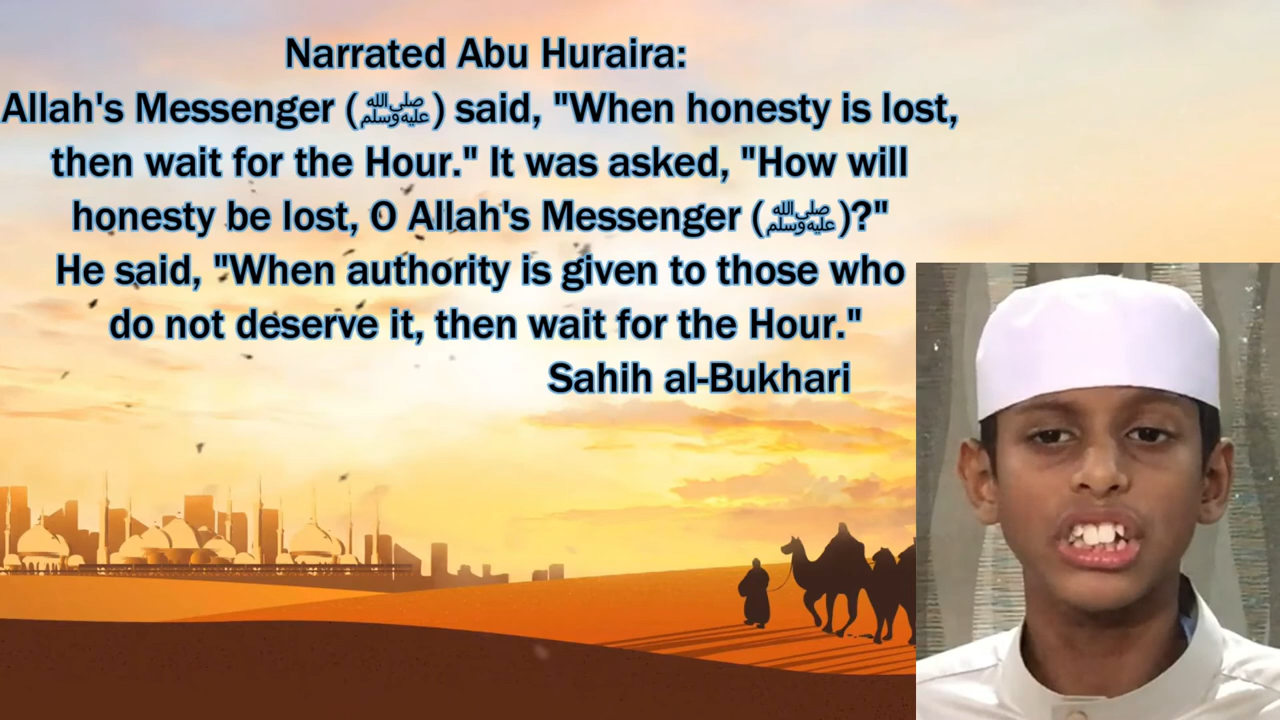 Narrated Abu Huraira:
Allah's Messenger (ﷺ) said, "When honesty is lost,
then wait for the Hour." It was asked, "How will
honesty be lost, O Allah's Messenger (ﷺ)?"
He said, "When authority is given to those who
do not deserve it, then wait for the Hour."
Sahih al-Bukhari